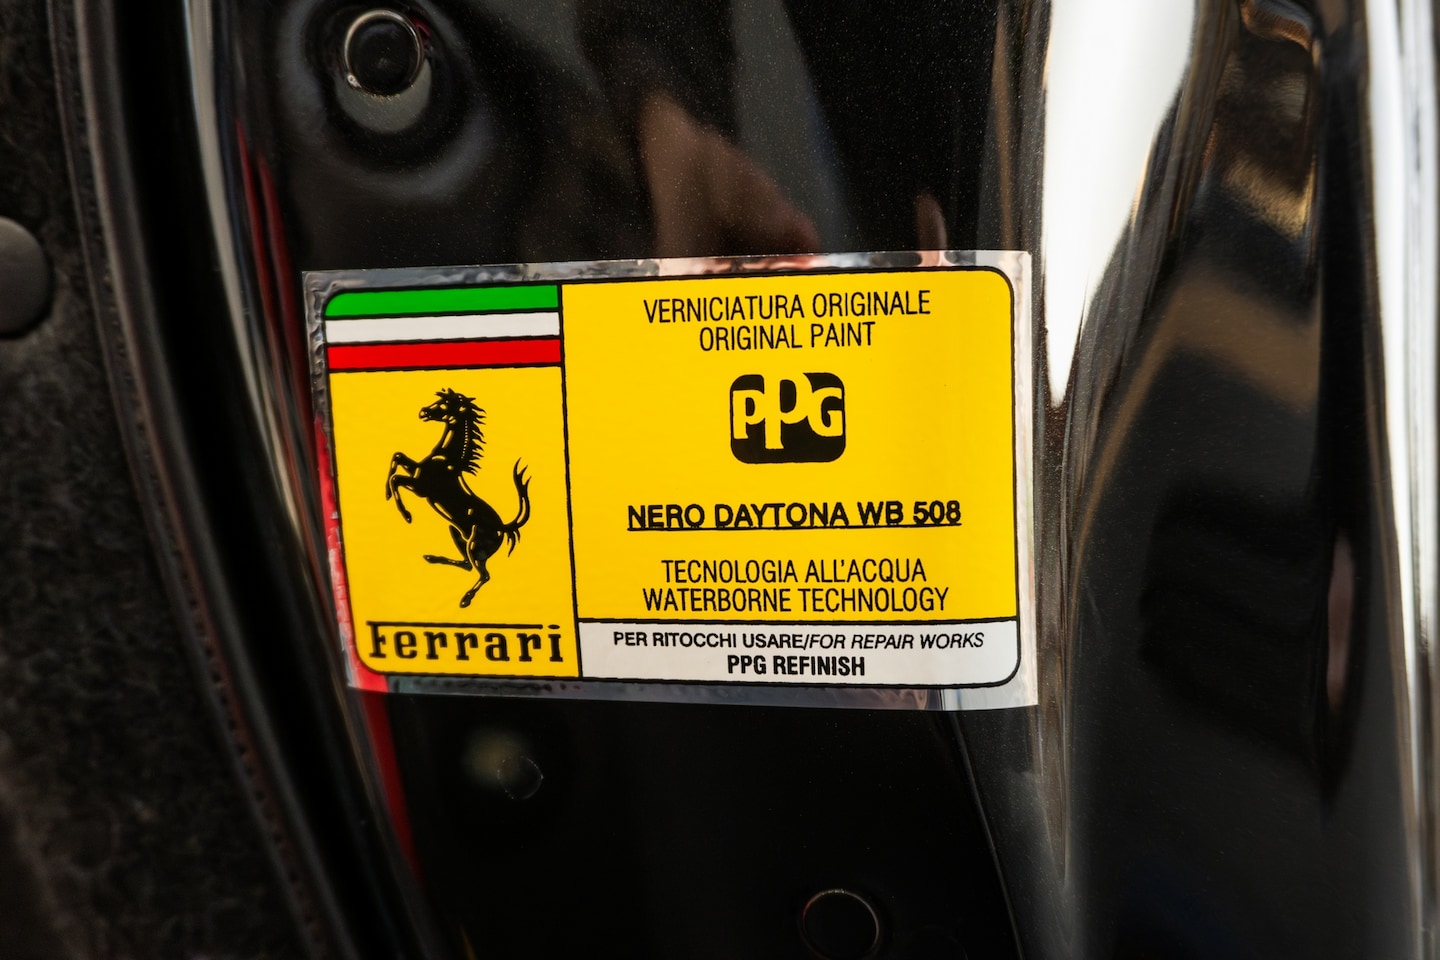 VERNICIATURA ORIGINALE
ORIGINAL PAINT
PPG
NERO DAYTONA WB 508
TECNOLOGIA ALL'ACQUA
WATERBORNE TECHNOLOGY
Ferrari
PER RITOCCHI USARE/FOR REPAIR WORKS
PPG REFINISH